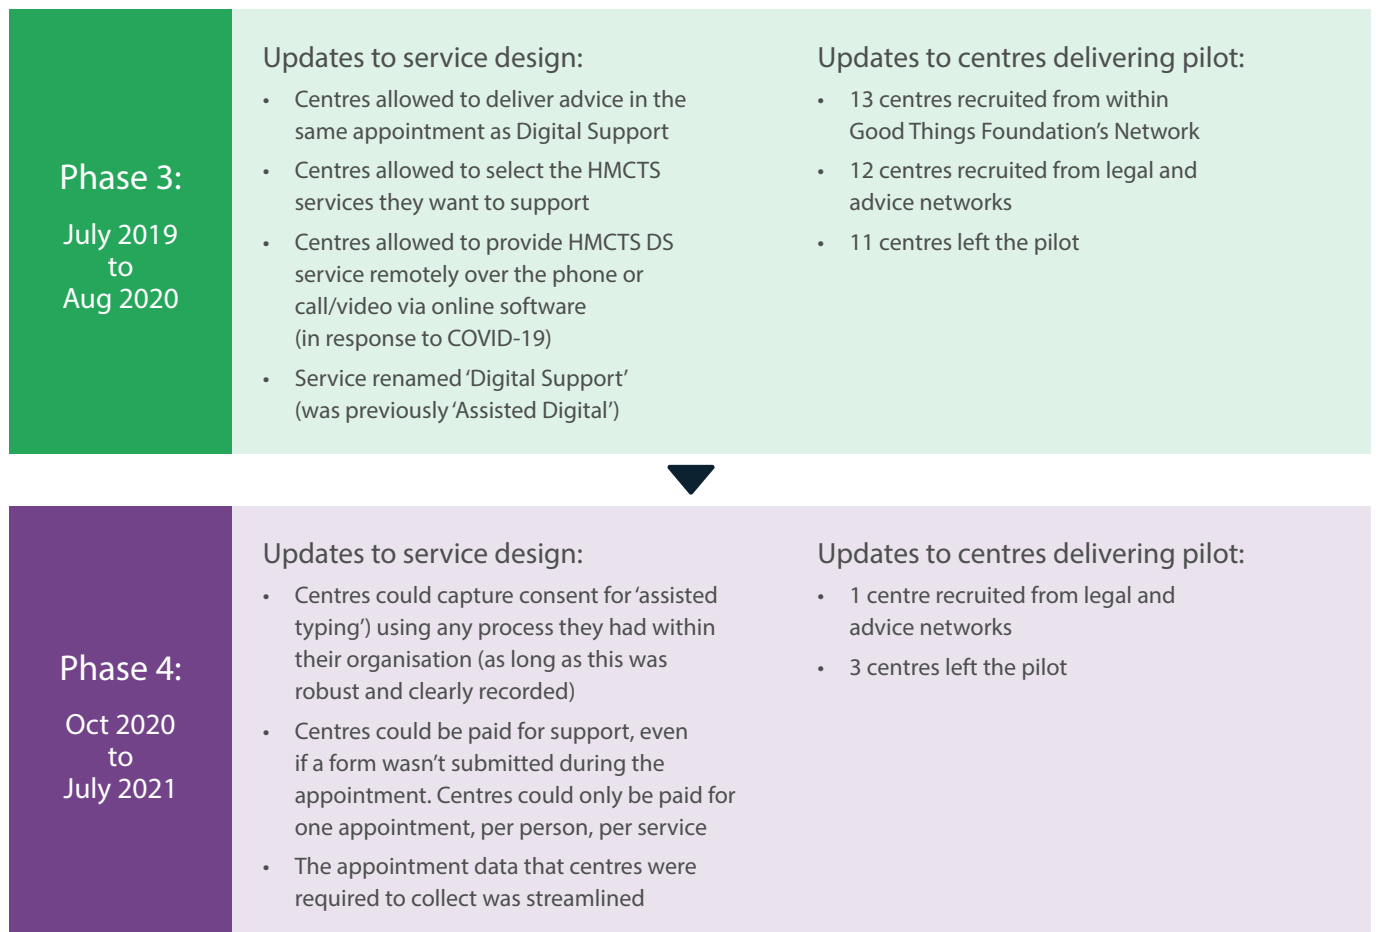 Phase 3:
July 2019
to
Aug 2020
Updates to service design:
• Centres allowed to deliver advice in the
same appointment as Digital Support
• Centres allowed to select the HMCTS
services they want to support
• Centres allowed to provide HMCTS DS
service remotely over the phone or
call/video via online software
(in response to COVID-19)
• Service renamed ‘Digital Support’
(was previously ‘Assisted Digital’)
Updates to centres delivering pilot:
• 13 centres recruited from within
Good Things Foundation’s Network
• 12 centres recruited from legal and
advice networks
• 11 centres left the pilot
Phase 4:
Oct 2020
to
July 2021
Updates to service design:
• Centres could capture consent for ‘assisted
typing’) using any process they had within
their organisation (as long as this was
robust and clearly recorded)
• Centres could be paid for support, even
if a form wasn’t submitted during the
appointment. Centres could only be paid for
one appointment, per person, per service
• The appointment data that centres were
required to collect was streamlined
Updates to centres delivering pilot:
• 1 centre recruited from legal and
advice networks
• 3 centres left the pilot